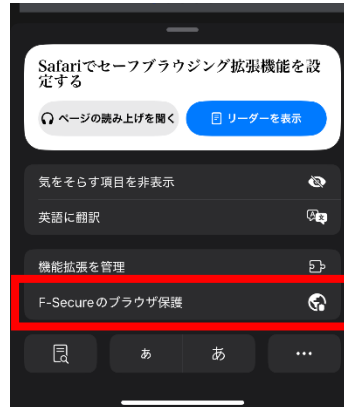 Safariでセーフブラウジング拡張機能を設
定する
ページの読み上げを聞く
リーダーを表示
気をそらす項目を非表示
英語に翻訳
機能拡張を管理
F-Secureのブラウザ保護
あ
あ